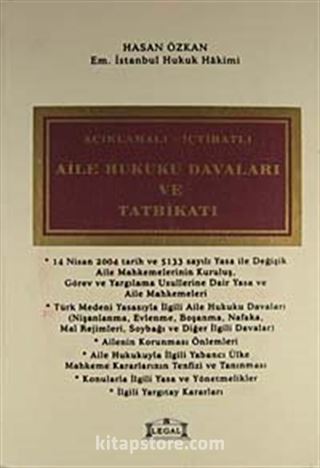 HASAN ÖZKAN
Em. İstanbul Hukuk Hâkimi
AÇIKLAMALI - İÇTİHATLI
AİLE HUKUKU DAVALARI
VE
TATBİKATI
* 14 Nisan 2004 tarih ve 5133 sayılı Yasa ile Değişik
Aile Mahkemelerinin Kuruluş,
Görev ve Yargılama Usullerine Dair Yasa ve
Aile Mahkemeleri
* Türk Medeni Yasasıyla İlgili Aile Hukuku Davaları
(Nişanlanma, Evlenme, Boşanma, Nafaka,
Mal Rejimleri, Soybağı ve Diğer İlgili Davalar)
* Ailenin Korunması Önlemleri
* Aile Hukukuyla İlgili Yabancı Ülke
Mahkeme Kararlarının Tenfizi ve Tanınması
* Konularla İlgili Yasa ve Yönetmelikler
* İlgili Yargıtay Kararları
LEGAL
kitapstore.com